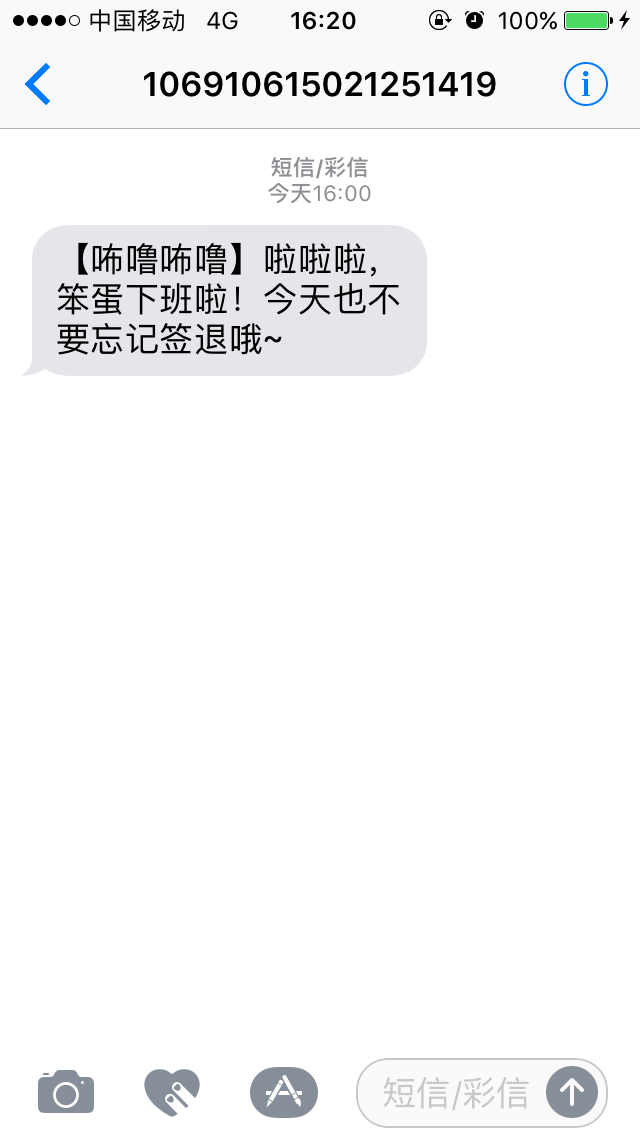 中国移动 4G 16:20 100%
106910615021251419
短信/彩信
今天16:00
【咘噜咘噜】啦啦啦，
笨蛋下班啦！今天也不
要忘记签退哦~
短信/彩信